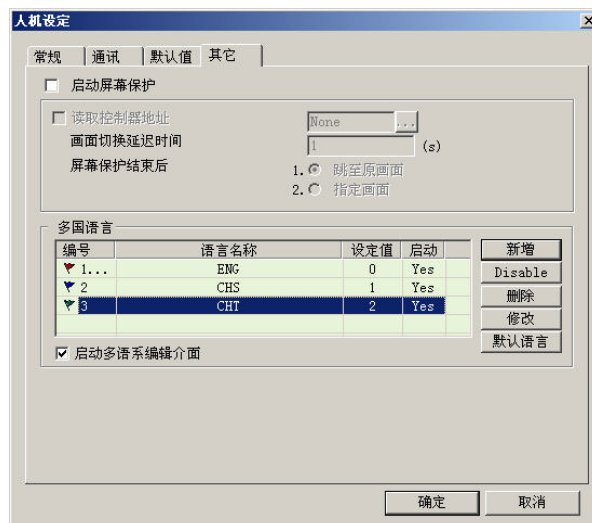 人机设定
常规 通讯 默认值 其它
启动屏幕保护
读取控制器地址 None ...
画面切换延迟时间 1 (s)
屏幕保护结束后 1. 跳至原画面
2. 指定画面
多国语言
编号 语言名称 设定值 启动 新增
1... ENG 0 Yes Disable
2 CHS 1 Yes 删除
3 CHT 2 Yes 修改
默认语言
启动多语系编辑介面
确定 取消